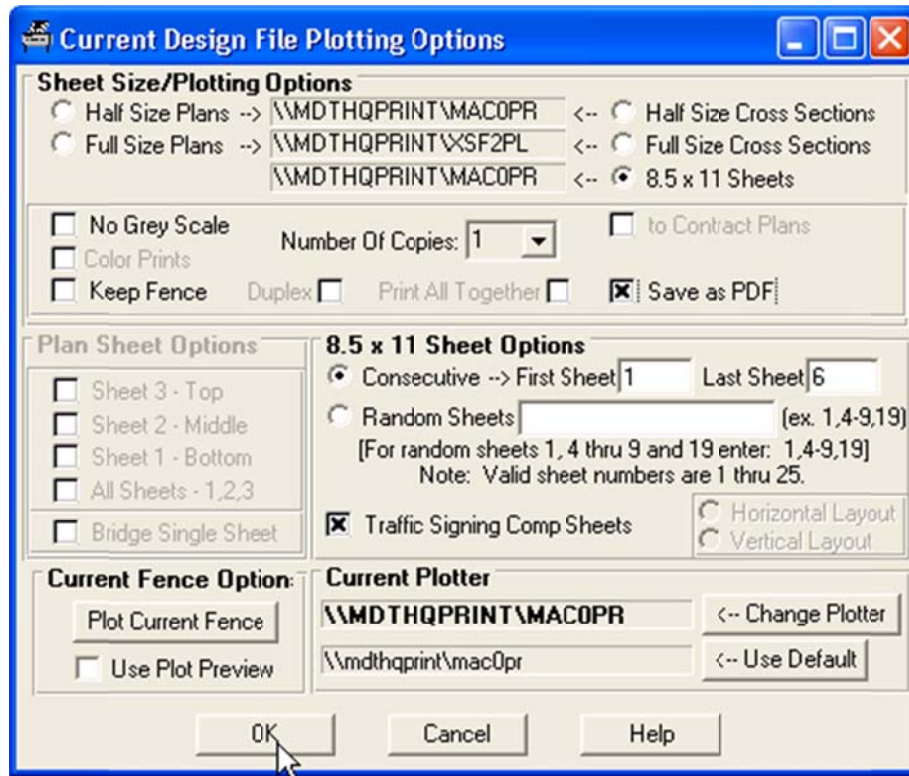 Current Design File Plotting Options
Sheet Size/Plotting Options
Half Size Plans --> \\MDTHQPRINT\MAC0PR <-- Half Size Cross Sections
Full Size Plans --> \\MDTHQPRINT\XSF2PL <-- Full Size Cross Sections
\\MDTHQPRINT\MAC0PR <-- 8.5 x 11 Sheets
No Grey Scale Number Of Copies: 1 to Contract Plans
Color Prints
Keep Fence Duplex Print All Together Save as PDF
Plan Sheet Options
Sheet 3 - Top
Sheet 2 - Middle
Sheet 1 - Bottom
All Sheets - 1,2,3
Bridge Single Sheet
8.5 x 11 Sheet Options
Consecutive --> First Sheet 1 Last Sheet 6
Random Sheets (ex. 1,4-9,19)
[For random sheets 1, 4 thru 9 and 19 enter: 1,4-9,19]
Note: Valid sheet numbers are 1 thru 25.
Traffic Signing Comp Sheets
Horizontal Layout
Vertical Layout
Current Fence Option:
Plot Current Fence
Use Plot Preview
Current Plotter
\\MDTHQPRINT\MAC0PR <-- Change Plotter
\\mdthqprint\mac0pr <-- Use Default
OK Cancel Help